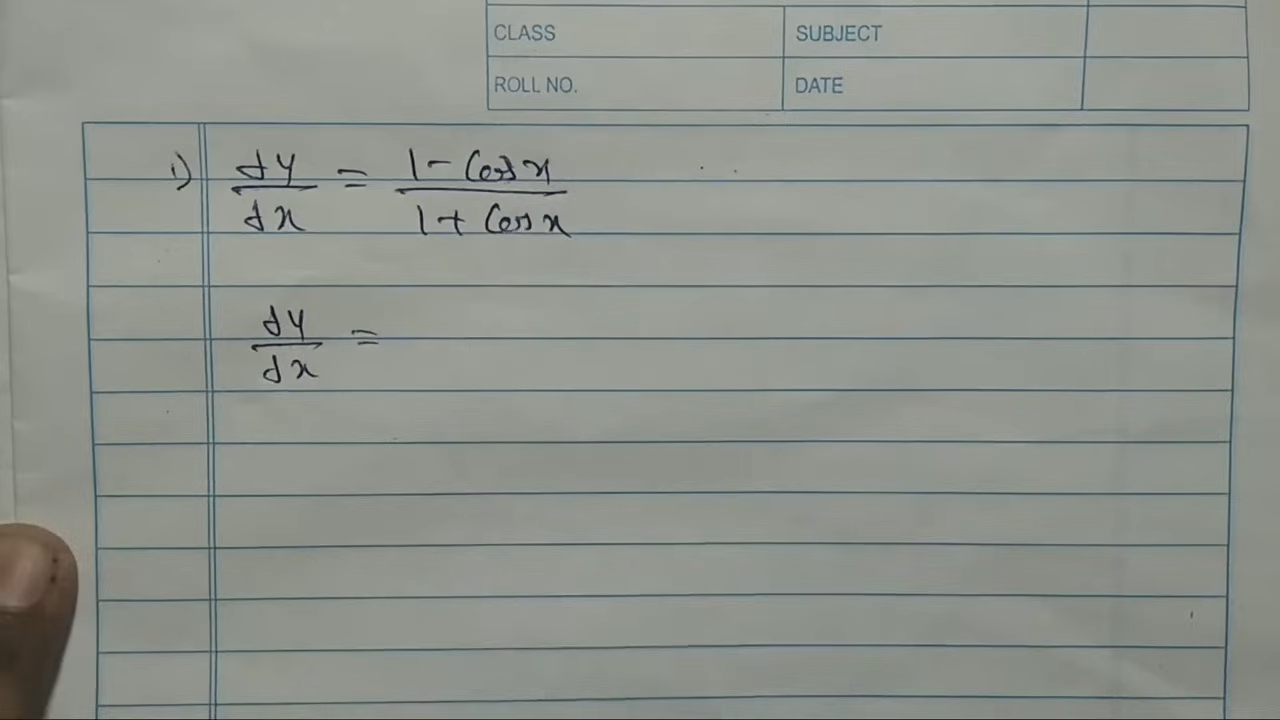 CLASS SUBJECT
ROLL NO. DATE
1) dy/dx = 1 - Cos x / 1 + Cos x
dy/dx =